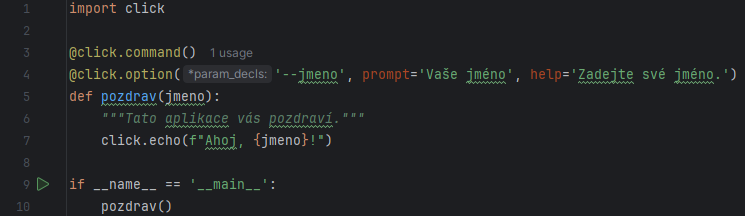 1 import click
2
3 @click.command() 1 usage
4 @click.option( *param_decls: '--jmeno', prompt='Vaše jméno', help='Zadejte své jméno.')
5 def pozdrav(jmeno):
6 """Tato aplikace vás pozdraví."""
7 click.echo(f"Ahoj, {jmeno}!")
8
9 if __name__ == '__main__':
10 pozdrav()